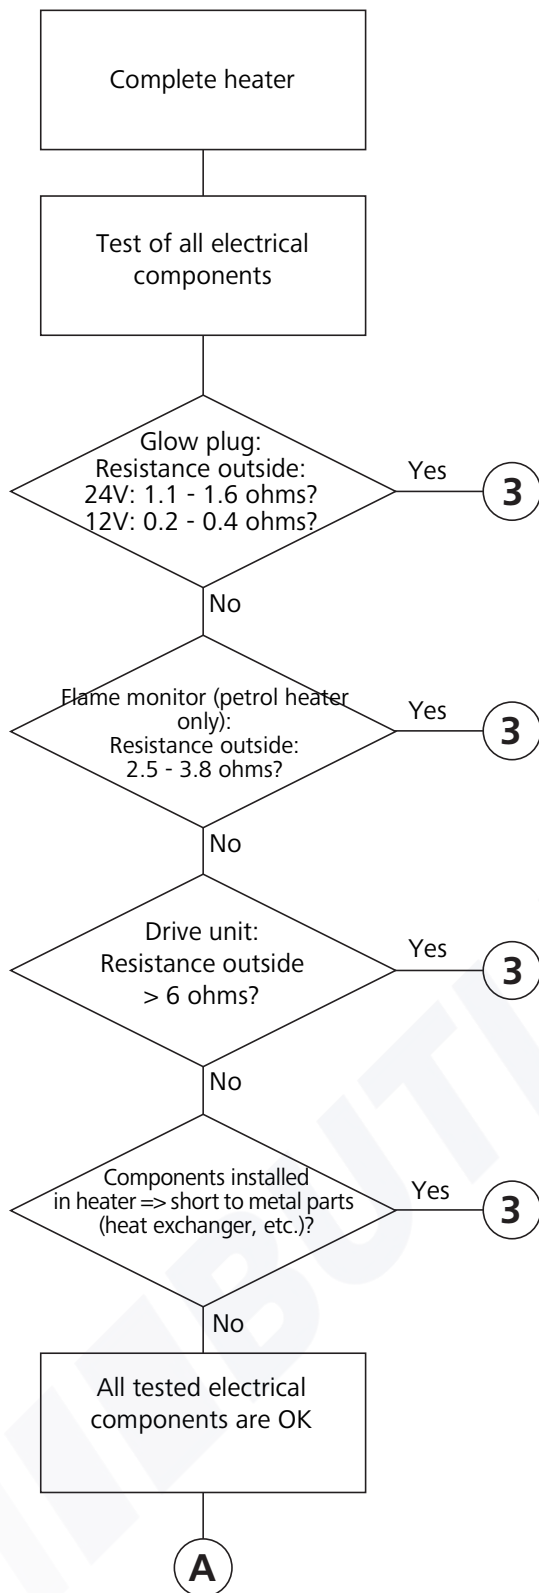 Complete heater
Test of all electrical
components
Glow plug:
Resistance outside:
24V: 1.1 - 1.6 ohms?
12V: 0.2 - 0.4 ohms?
Yes
3
No
Flame monitor (petrol heater
only):
Resistance outside:
2.5 - 3.8 ohms?
Yes
3
No
Drive unit:
Resistance outside
> 6 ohms?
Yes
3
No
Components installed
in heater => short to metal parts
(heat exchanger, etc.)?
Yes
3
No
All tested electrical
components are OK
A